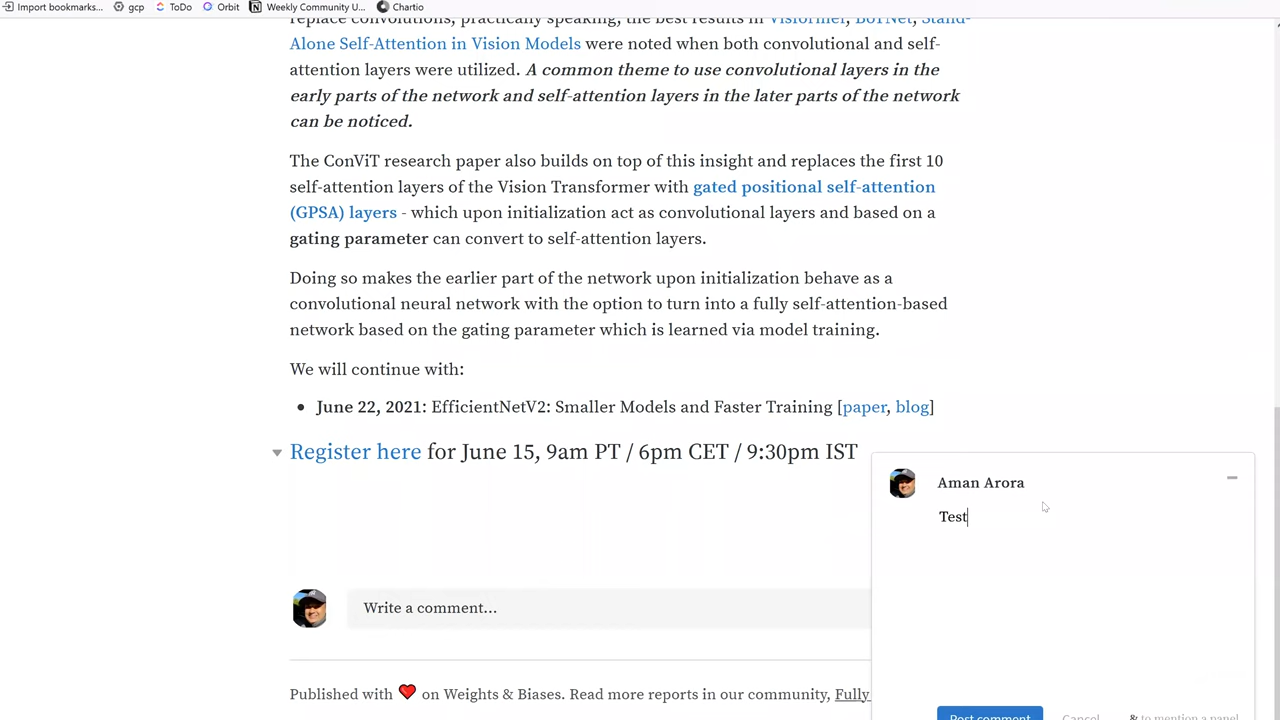 Import bookmarks... gcp ToDo Orbit Weekly Community U... Chartio
replace convolutions, practically speaking, the best results in Visformer, BoTNet, Stand-
Alone Self-Attention in Vision Models were noted when both convolutional and self-
attention layers were utilized. A common theme to use convolutional layers in the
early parts of the network and self-attention layers in the later parts of the network
can be noticed.
The ConViT research paper also builds on top of this insight and replaces the first 10
self-attention layers of the Vision Transformer with gated positional self-attention
(GPSA) layers - which upon initialization act as convolutional layers and based on a
gating parameter can convert to self-attention layers.
Doing so makes the earlier part of the network upon initialization behave as a
convolutional neural network with the option to turn into a fully self-attention-based
network based on the gating parameter which is learned via model training.
We will continue with:
• June 22, 2021: EfficientNetV2: Smaller Models and Faster Training [paper, blog]
Register here for June 15, 9am PT / 6pm CET / 9:30pm IST
Aman Arora
Test
Write a comment...
Published with ❤ on Weights & Biases. Read more reports in our community, Fully
Post comment Cancel & to mention a panel